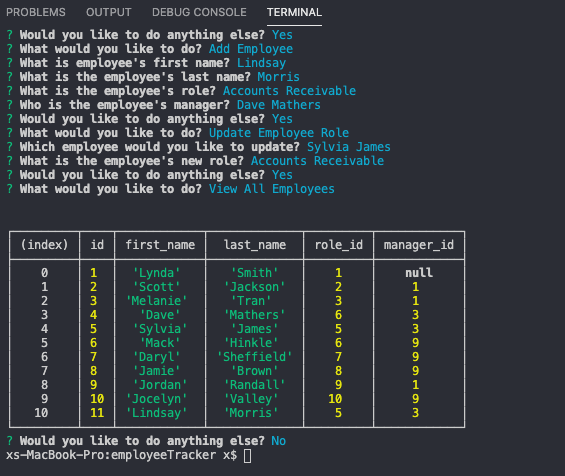 PROBLEMS OUTPUT DEBUG CONSOLE TERMINAL
? Would you like to do anything else? Yes
? What would you like to do? Add Employee
? What is employee's first name? Lindsay
? What is the employee's last name? Morris
? What is the employee's role? Accounts Receivable
? Who is the employee's manager? Dave Mathers
? Would you like to do anything else? Yes
? What would you like to do? Update Employee Role
? Which employee would you like to update? Sylvia James
? What is the employee's new role? Accounts Receivable
? Would you like to do anything else? Yes
? What would you like to do? View All Employees
(index) id first_name last_name role_id manager_id
0 1 'Lynda' 'Smith' 1 null
1 2 'Scott' 'Jackson' 2 1
2 3 'Melanie' 'Tran' 3 1
3 4 'Dave' 'Mathers' 6 3
4 5 'Sylvia' 'James' 5 3
5 6 'Mack' 'Hinkle' 6 9
6 7 'Daryl' 'Sheffield' 7 9
7 8 'Jamie' 'Brown' 8 9
8 9 'Jordan' 'Randall' 9 1
9 10 'Jocelyn' 'Valley' 10 9
10 11 'Lindsay' 'Morris' 5 3
? Would you like to do anything else? No
xs-MacBook-Pro:employeeTracker x$